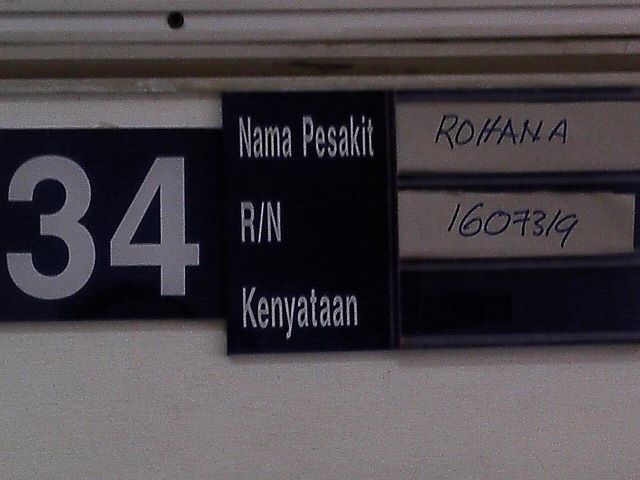 34
Nama Pesakit ROHANA
R/N 1607319
Kenyataan